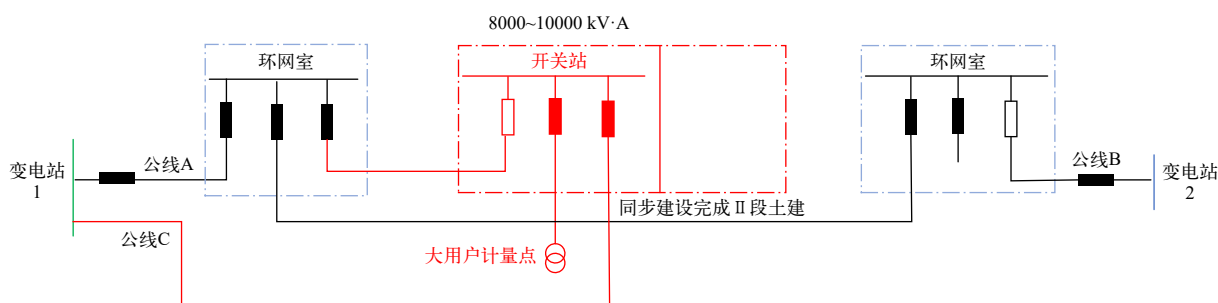 8000~10000 kV·A
环网室
开关站
环网室
变电站
1
公线A
公线B
变电站
2
同步建设完成Ⅱ段土建
公线C
大用户计量点